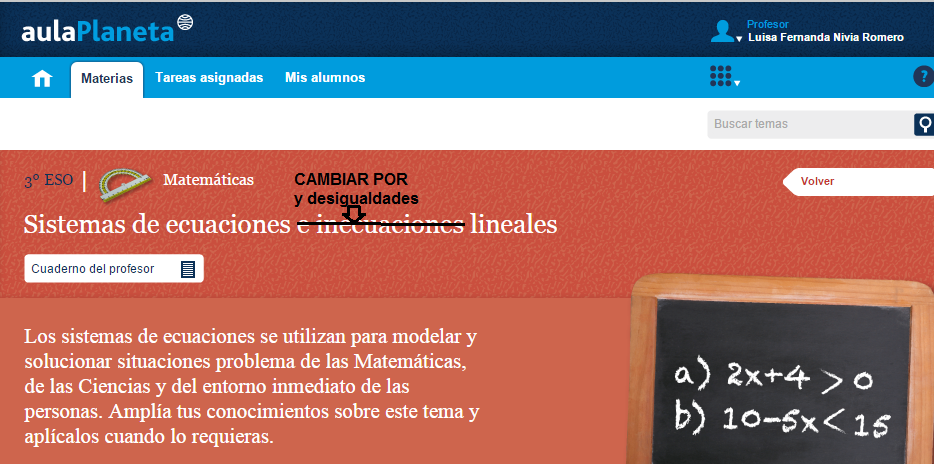 aulaPlaneta
Profesor
Luisa Fernanda Nivia Romero
Materias
Tareas asignadas
Mis alumnos
?
Buscar temas
3º ESO
Matemáticas
CAMBIAR POR
y desigualdades
Volver
Sistemas de ecuaciones e inecuaciones lineales
Cuaderno del profesor
Los sistemas de ecuaciones se utilizan para modelar y
solucionar situaciones problema de las Matemáticas,
de las Ciencias y del entorno inmediato de las
personas. Amplía tus conocimientos sobre este tema y
aplícalos cuando lo requieras.
a) 2x+4 > 0
b) 10-5x< 15